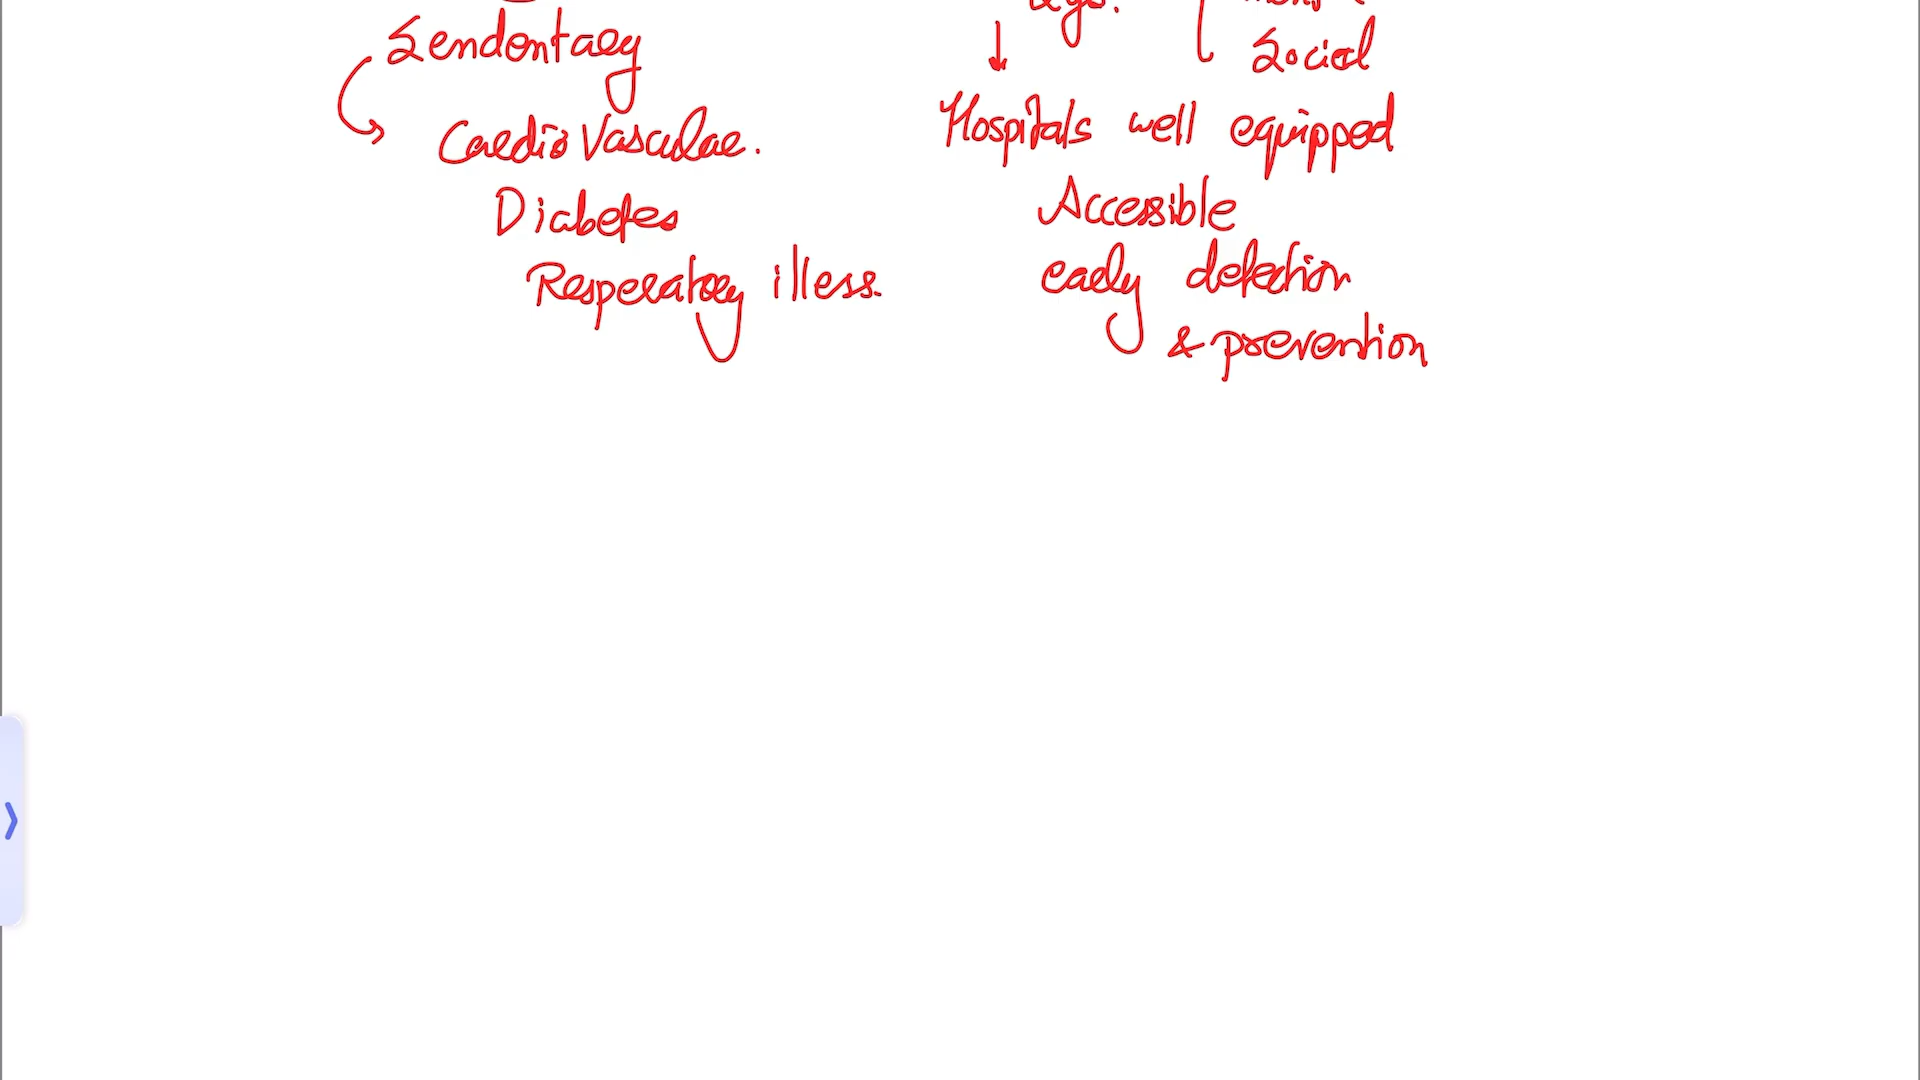 Sendontary
Cardio Vascular.
Diabetes
Resperatory illess.
Social
Hospitals well equipped
Accessible
early detection
& prevention